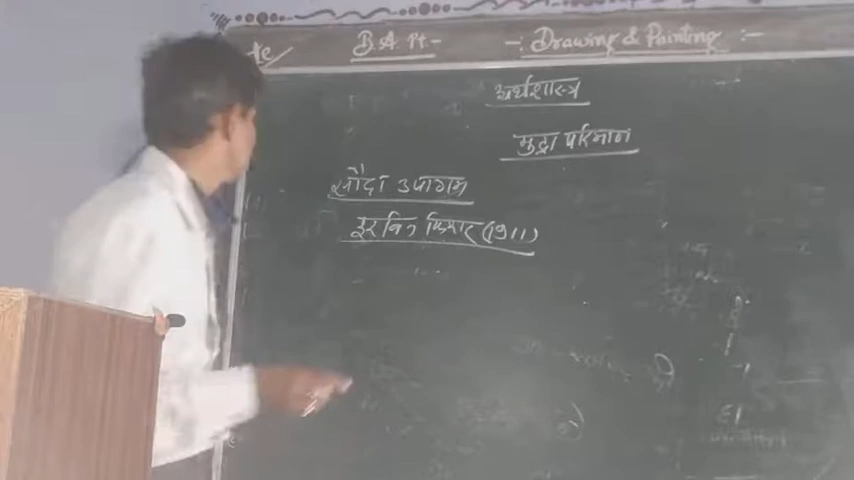 B.A Pt- -: Drawing & Painting :-
अर्थशास्त्र
मुद्रा परिमाण
सौदा उपागम
इरविन फिशर (1911)